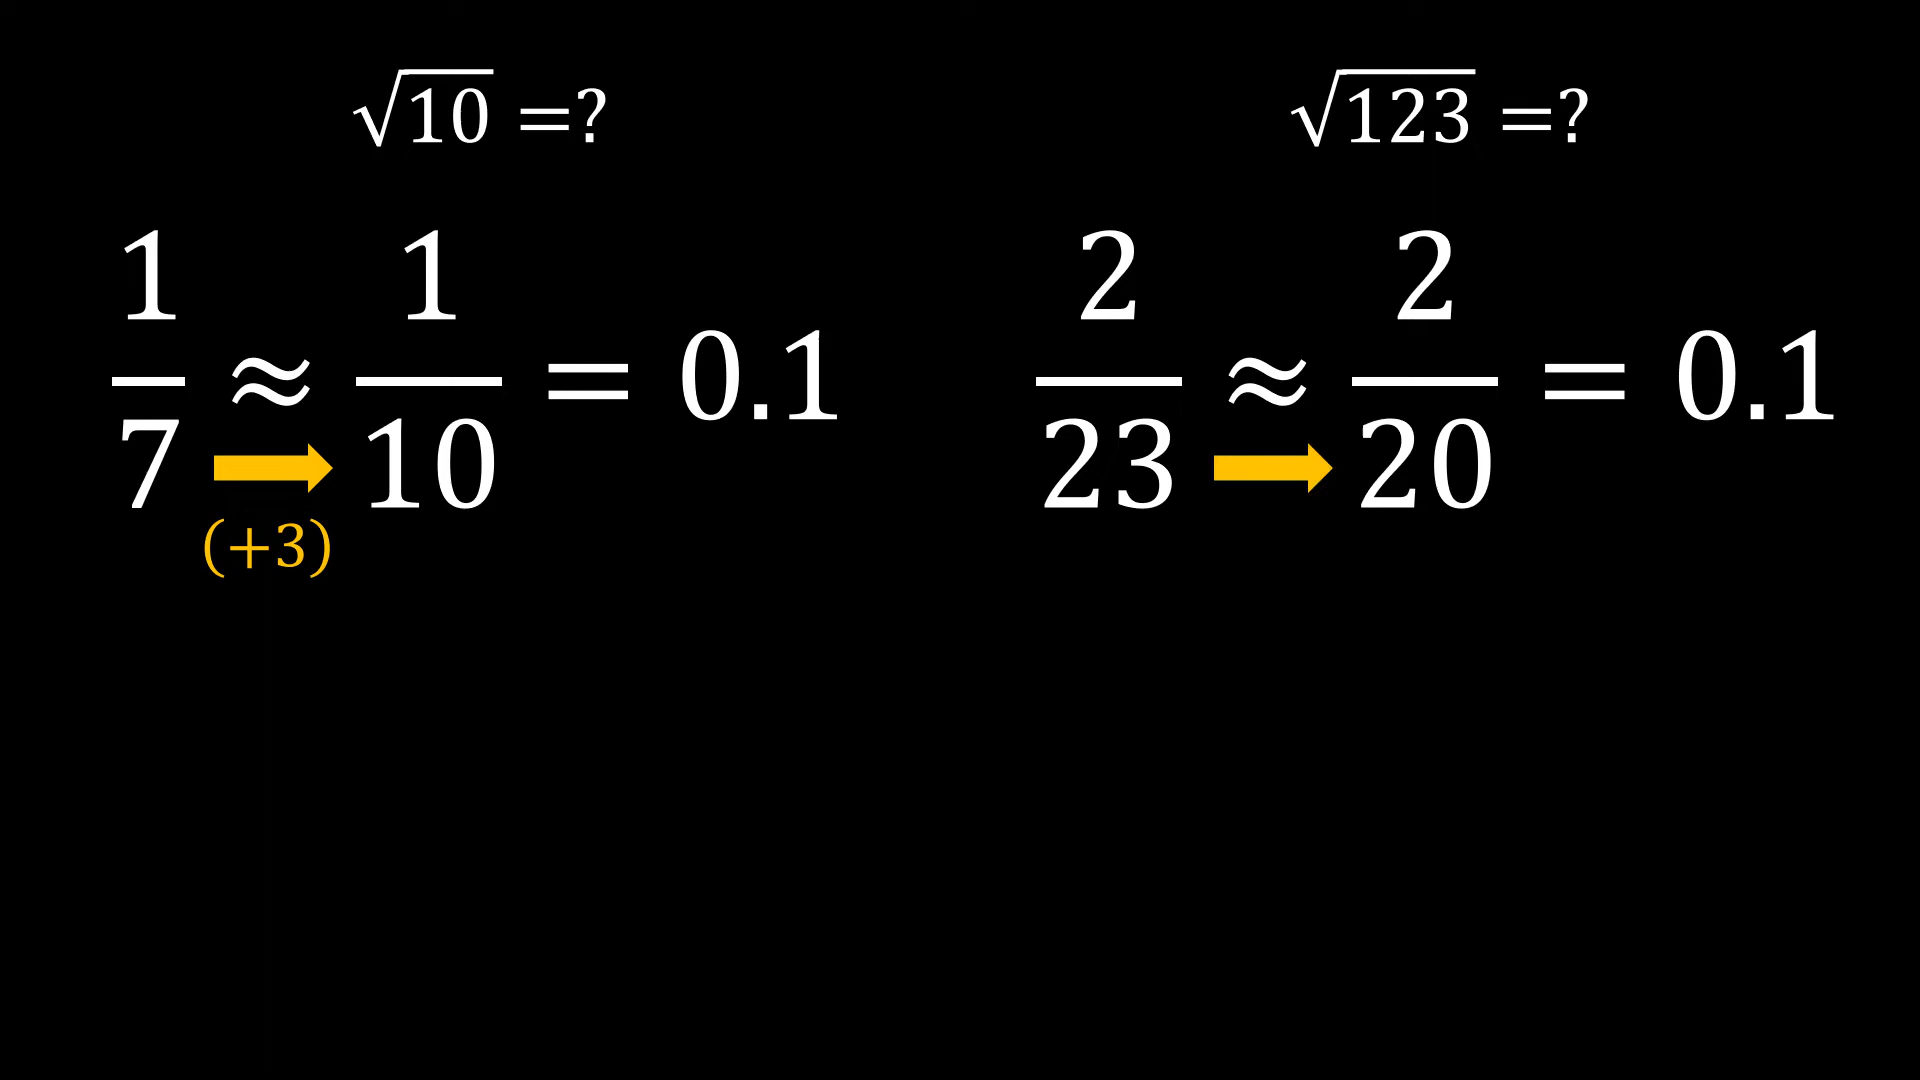 √10 =?
1/7 ≈ 1/10 = 0.1
(+3)
√123 =?
2/23 ≈ 2/20 = 0.1